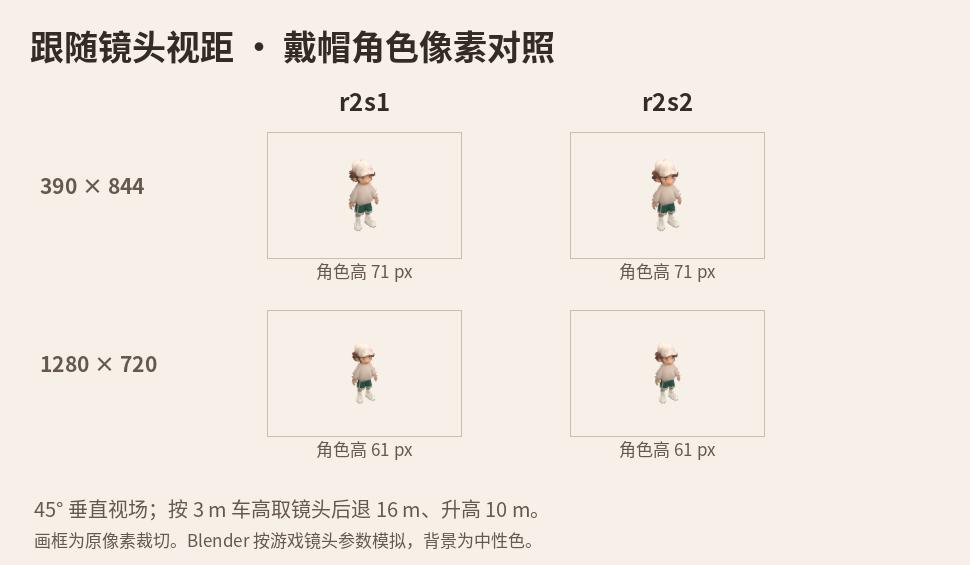 跟随镜头视距 · 戴帽角色像素对照
r2s1 r2s2
390 × 844
角色高 71 px 角色高 71 px
1280 × 720
角色高 61 px 角色高 61 px
45° 垂直视场；按 3 m 车高取镜头后退 16 m、升高 10 m。
画框为原像素裁切。Blender 按游戏镜头参数模拟，背景为中性色。